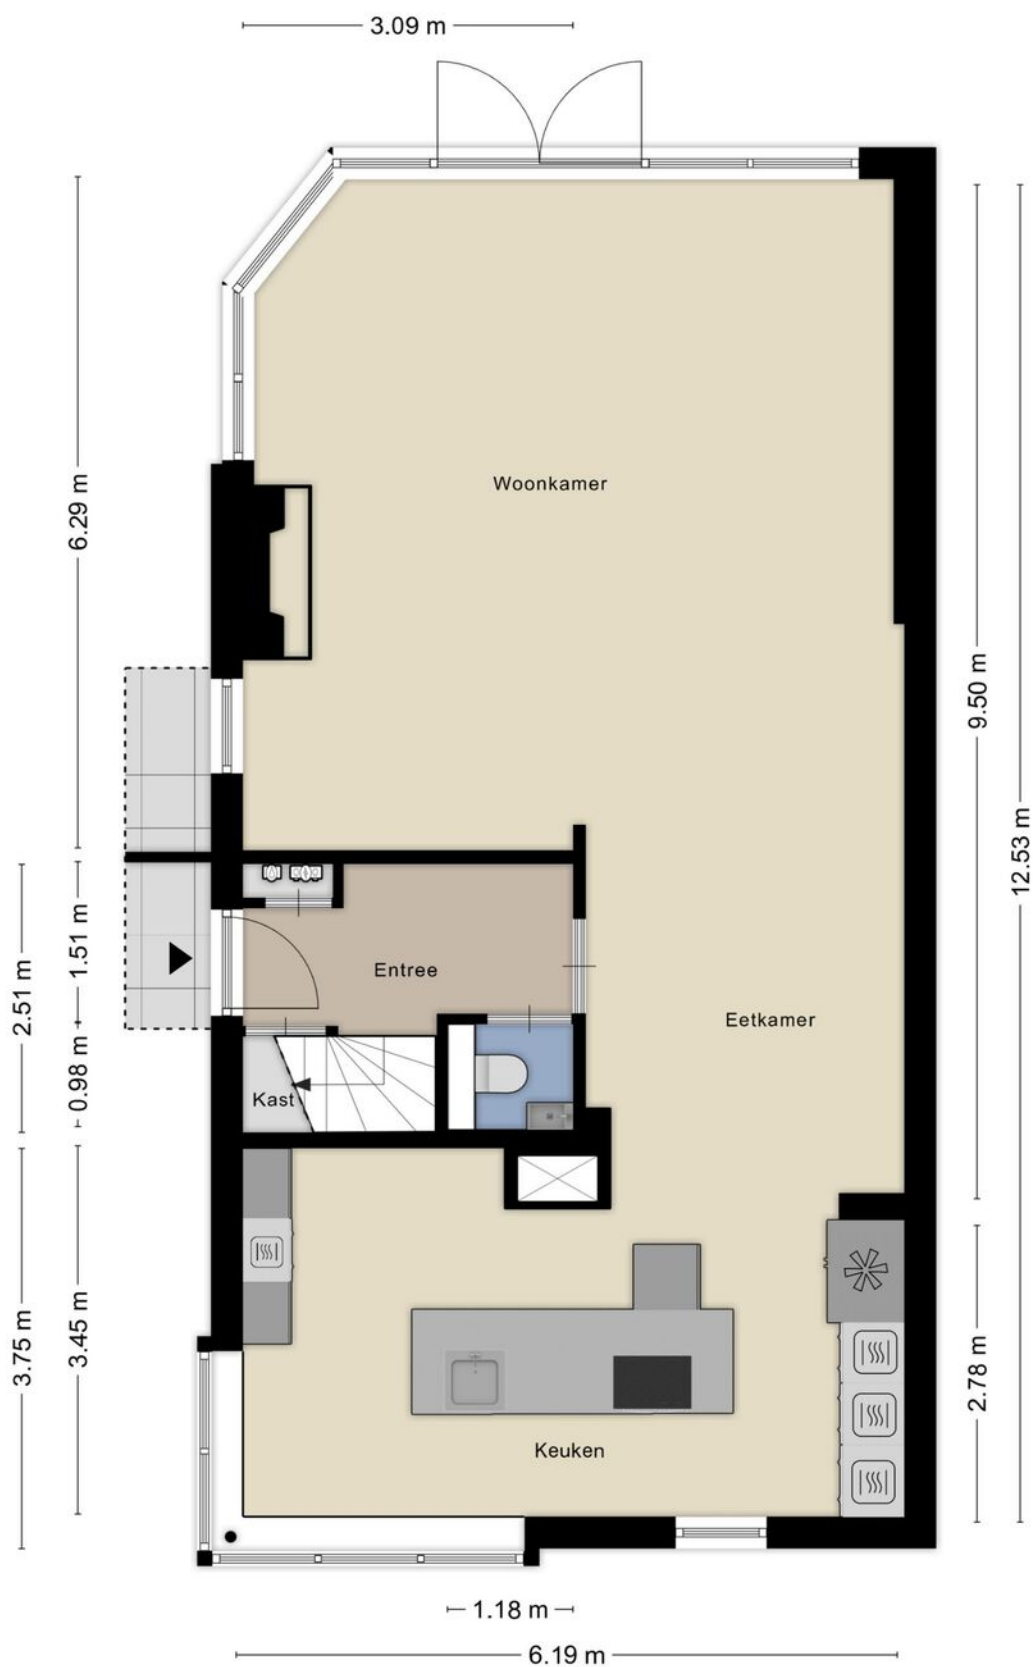 3.09 m
6.29 m
Woonkamer
9.50 m
12.53 m
1.51 m
2.51 m
Entree
Eetkamer
0.98 m
Kast
3.75 m
3.45 m
2.78 m
Keuken
1.18 m
6.19 m